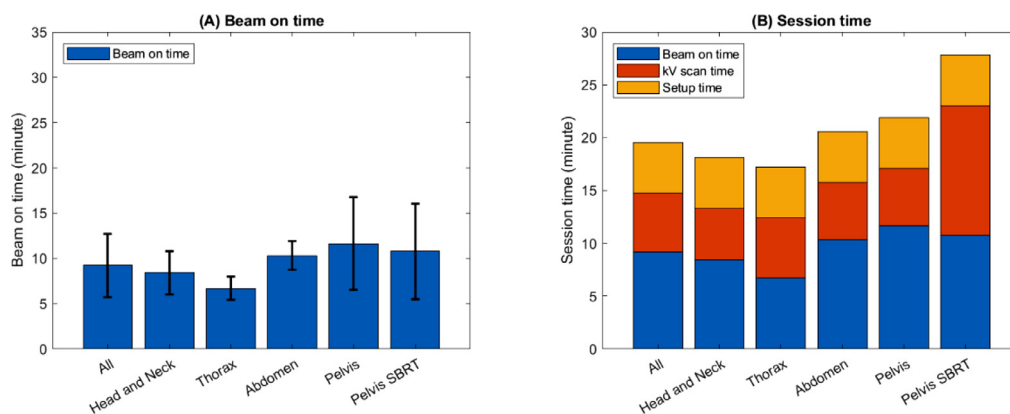 (A) Beam on time
Beam on time
35
30
25
20
15
10
5
0
Beam on time (minute)
All
Head and Neck
Thorax
Abdomen
Pelvis
Pelvis SBRT
(B) Session time
Beam on time
kV scan time
Setup time
30
25
20
15
10
5
0
Session time (minute)
All
Head and Neck
Thorax
Abdomen
Pelvis
Pelvis SBRT